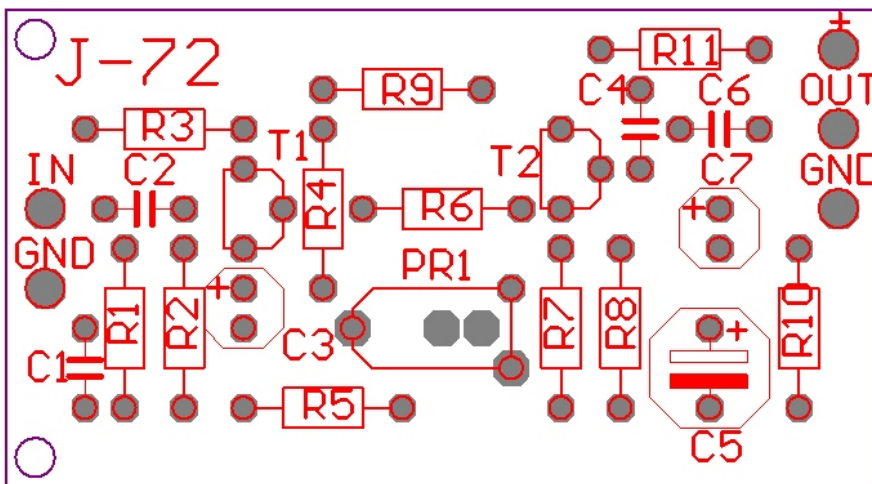 J-72
R11
+
R9
C4
C6
OUT
R3
T1
IN
C2
T2
C7
GND
R4
R6
+
GND
PR1
+
R1
R2
C3
R7
R8
+
R10
C1
R5
C5